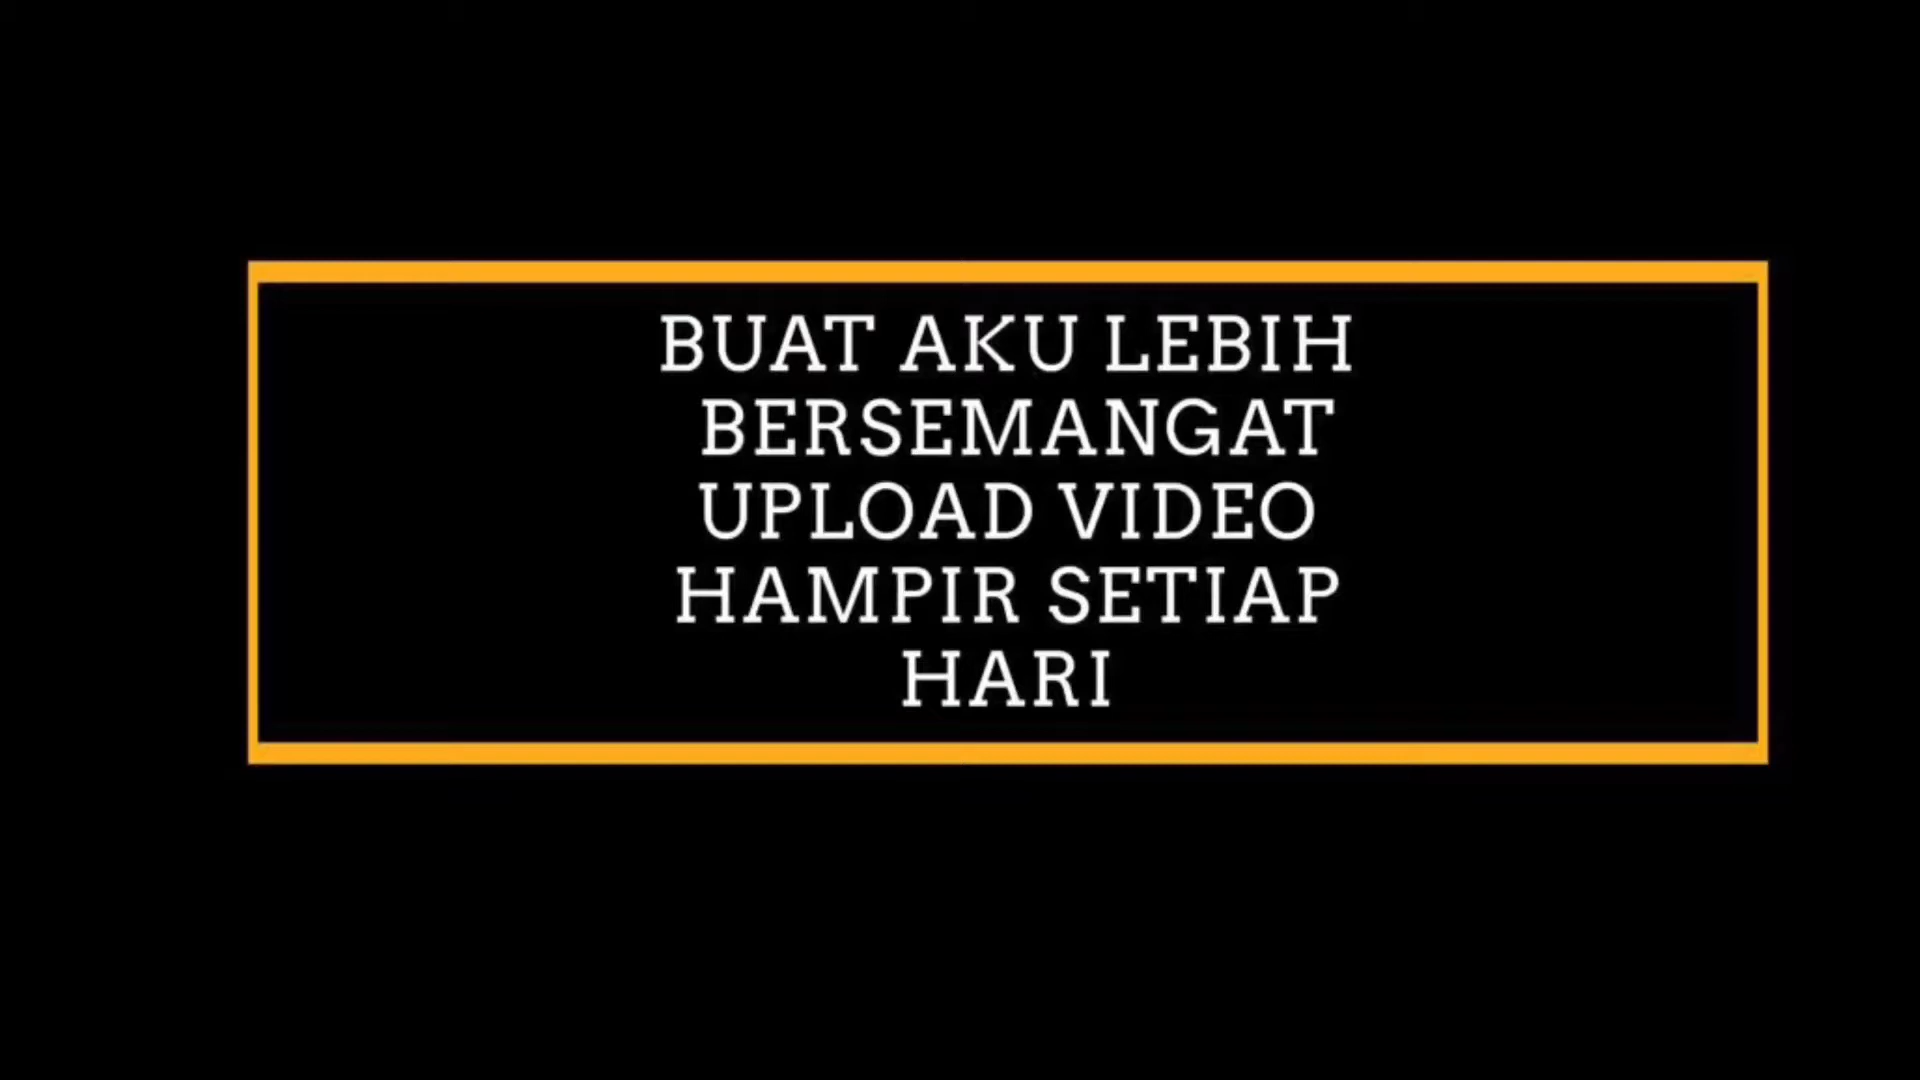 BUAT AKU LEBIH
BERSEMANGAT
UPLOAD VIDEO
HAMPIR SETIAP
HARI